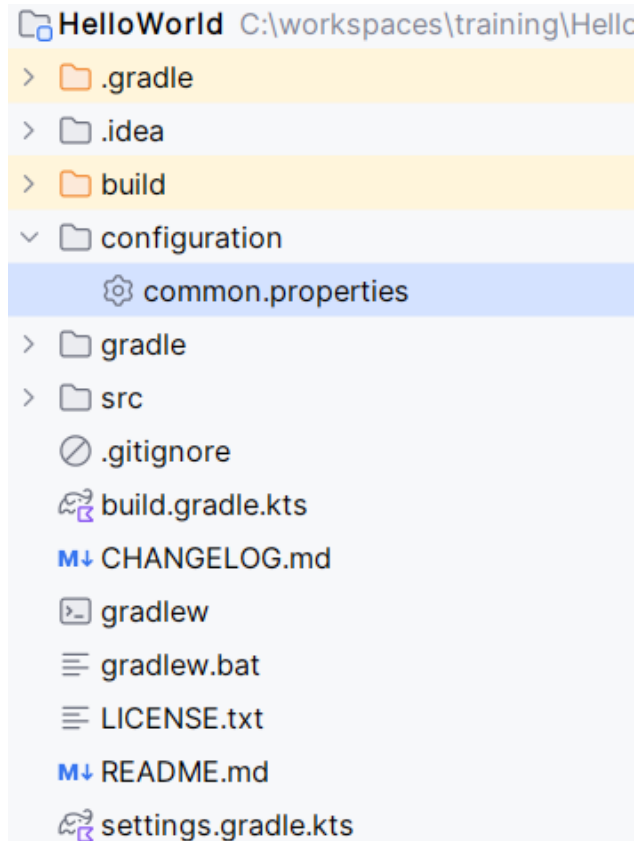 HelloWorld C:\workspaces\training\Hello
.gradle
.idea
build
configuration
common.properties
gradle
src
.gitignore
build.gradle.kts
M↓ CHANGELOG.md
gradlew
gradlew.bat
LICENSE.txt
M↓ README.md
settings.gradle.kts